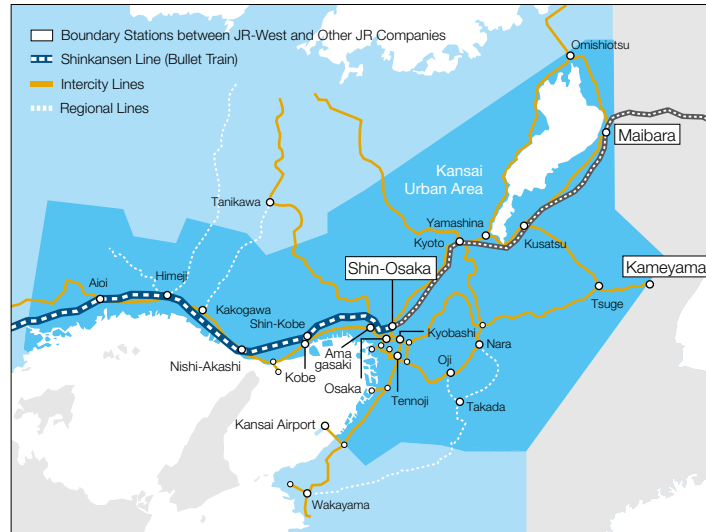 Boundary Stations between JR-West and Other JR Companies
Shinkansen Line (Bullet Train)
Intercity Lines
Regional Lines
Omishiotsu
Maibara
Kansai
Urban Area
Tanikawa
Yamashina
Kyoto
Kusatsu
Shin-Osaka
Kameyama
Aioi
Himeji
Tsuge
Kakogawa
Shin-Kobe
Kyobashi
Ama
gasaki
Nara
Nishi-Akashi
Kobe
Oji
Osaka
Tennoji
Takada
Kansai Airport
Wakayama